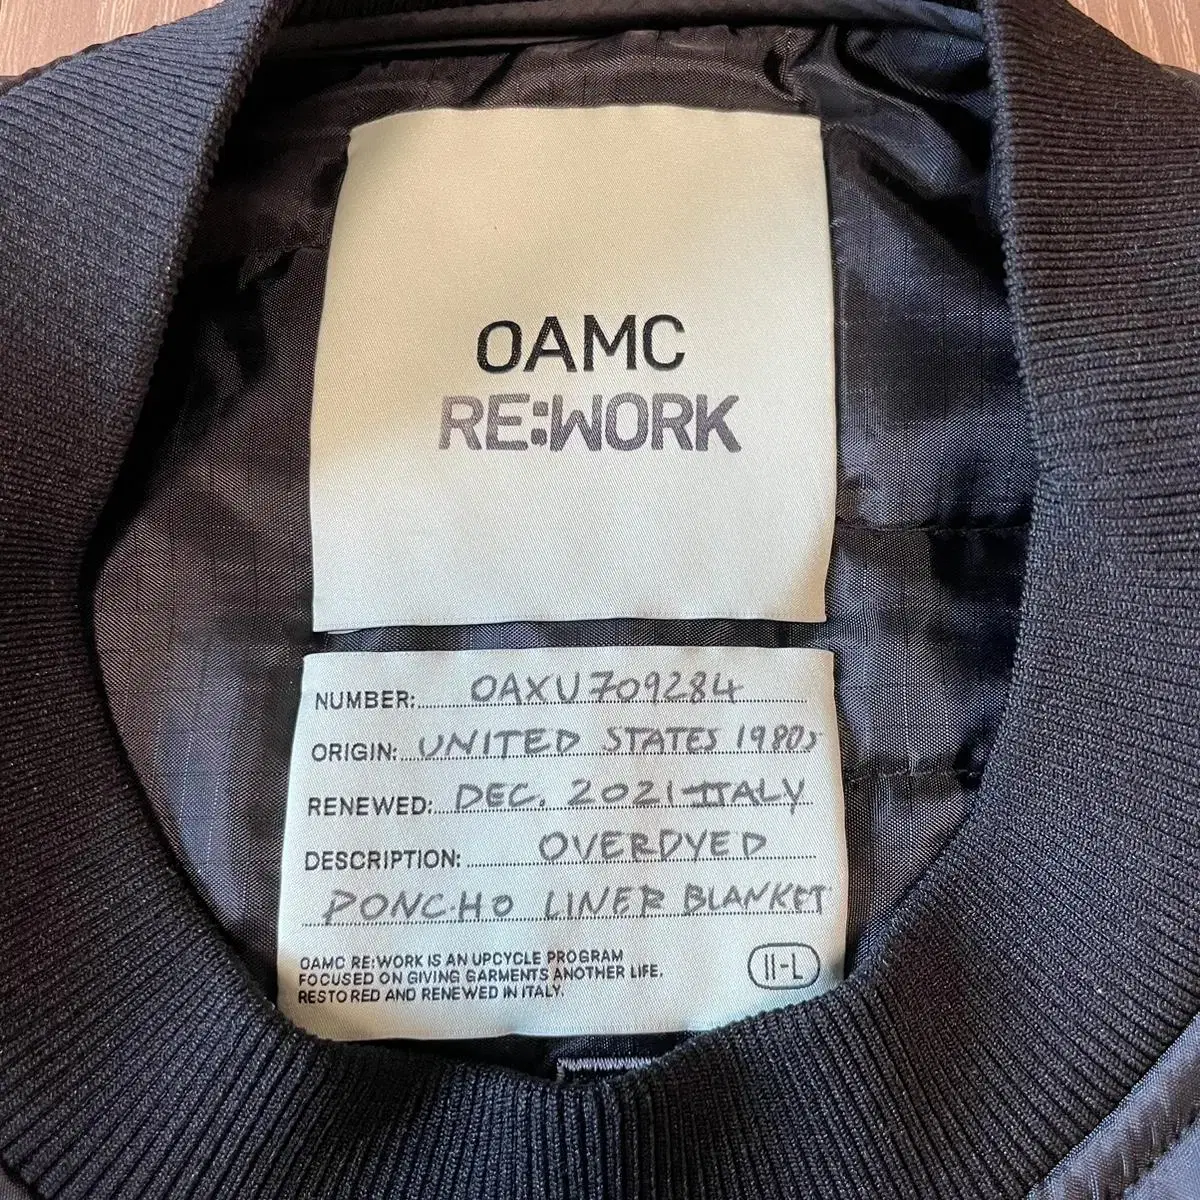 OAMC
RE:WORK
NUMBER: OAXU709284
ORIGIN: UNITED STATES 1980s
RENEWED: DEC. 2021 ITALY
DESCRIPTION: OVERDYED
PONCHO LINER BLANKET
OAMC RE:WORK IS AN UPCYCLE PROGRAM
FOCUSED ON GIVING GARMENTS ANOTHER LIFE.
RESTORED AND RENEWED IN ITALY.
II-L